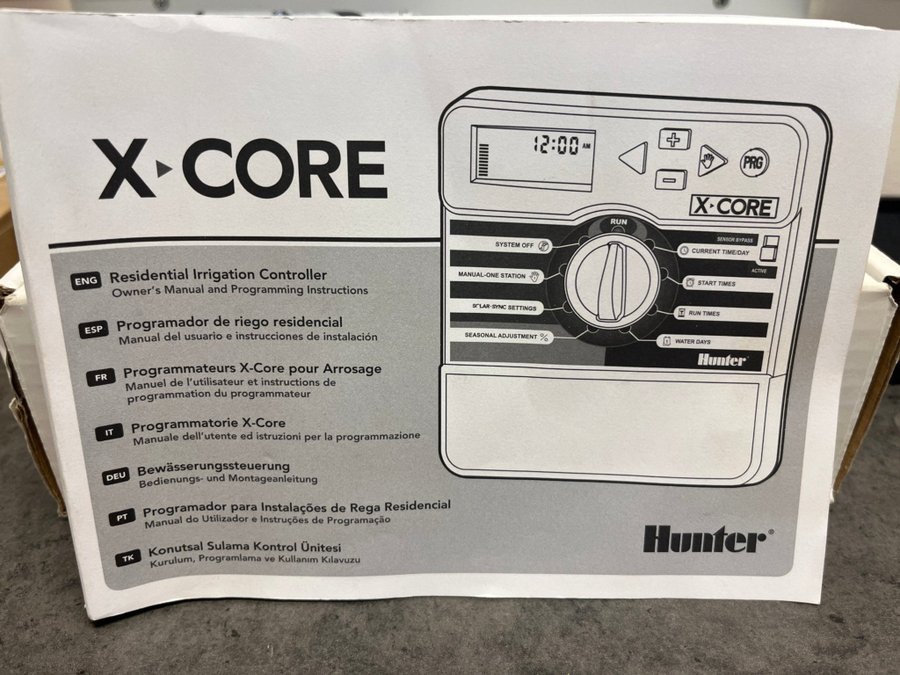 X CORE
ENG Residential Irrigation Controller
Owner's Manual and Programming Instructions
ESP Programador de riego residencial
Manual del usuario e instrucciones de instalación
FR Programmateurs X-Core pour Arrosage
Manuel de l'utilisateur et instructions de
programmation du programmateur
IT Programmatorie X-Core
Manuale dell'utente ed istruzioni per la programmazione
DEU Bewässerungssteuerung
Bedienungs- und Montageanleitung
PT Programador para Instalações de Rega Residencial
Manual do Utilizador e Instruções de Programação
TK Konutsal Sulama Kontrol Ünitesi
Kurulum, Programlama ve Kullanım Kılavuzu
12:00 AM
+
-
PRG
X CORE
RUN
SYSTEM OFF
MANUAL-ONE STATION
SOLAR-SYNC SETTINGS
SEASONAL ADJUSTMENT %
SENSOR BYPASS
CURRENT TIME/DAY
ACTIVE
START TIMES
RUN TIMES
1 WATER DAYS
Hunter
Hunter®